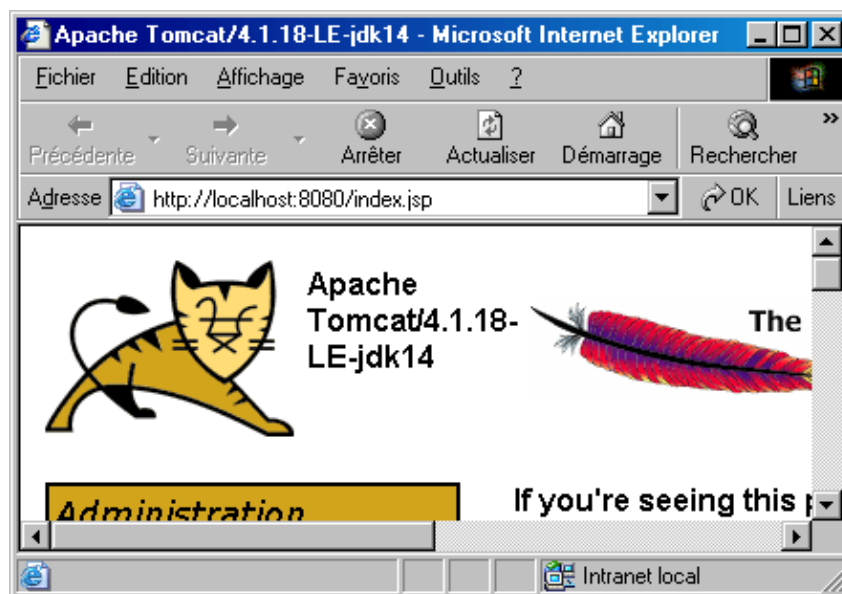 Apache Tomcat/4.1.18-LE-jdk14 - Microsoft Internet Explorer
Fichier Edition Affichage Favoris Outils ?
Précédente Suivante Arrêter Actualiser Démarrage Rechercher »
Adresse http://localhost:8080/index.jsp OK Liens
Apache
Tomcat/4.1.18-
LE-jdk14
The
If you're seeing this
Administration
Intranet local